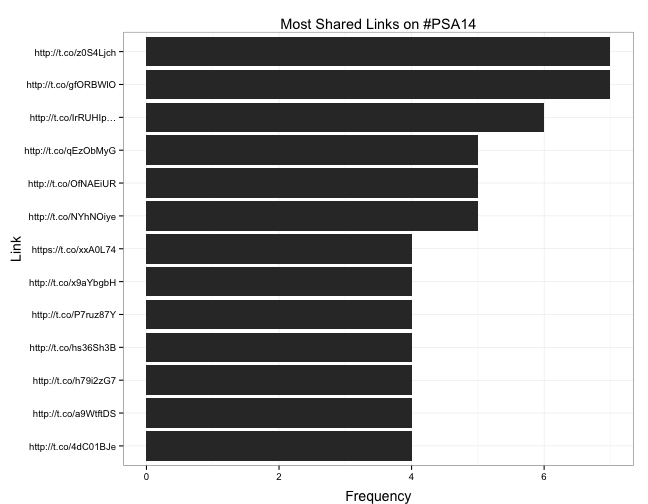 Most Shared Links on #PSA14
http://t.co/z0S4Ljch
http://t.co/gfORBWlO
http://t.co/IrRUHIp…
http://t.co/qEzObMyG
http://t.co/OfNAEiUR
http://t.co/NYhNOiye
https://t.co/xxA0L74
http://t.co/x9aYbgbH
http://t.co/P7ruz87Y
http://t.co/hs36Sh3B
http://t.co/h79i2zG7
http://t.co/a9WtftDS
http://t.co/4dC01BJe
Link
0 2 4 6
Frequency